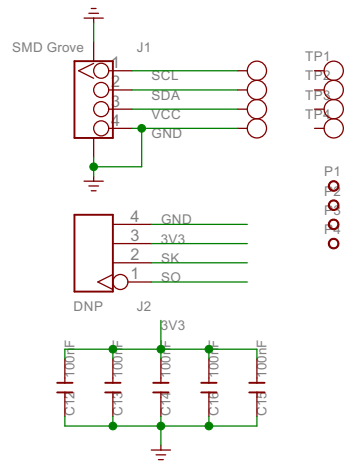 SMD Grove J1
1 SCL
2 SDA
3 VCC
4 GND
TP1
TP2
TP3
TP4
P1
P2
P3
P4
4 GND
3 3V3
2 SK
1 SO
DNP J2
3V3
100nF 100nF 100nF 100nF 100nF
C12 C13 C14 C16 C15